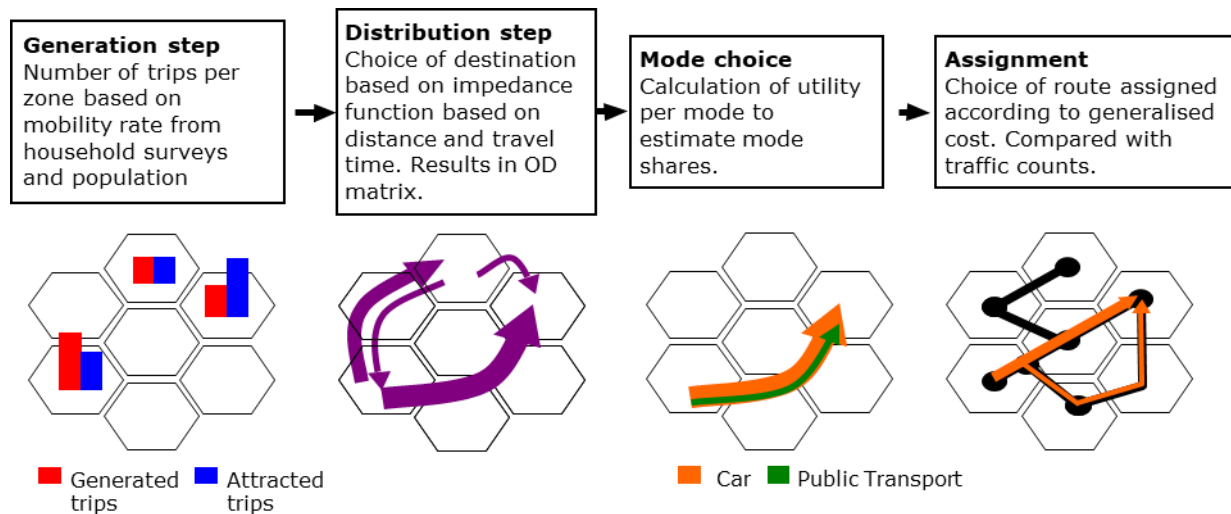 Generation step
Number of trips per
zone based on
mobility rate from
household surveys
and population
Distribution step
Choice of destination
based on impedance
function based on
distance and travel
time. Results in OD
matrix.
Mode choice
Calculation of utility
per mode to
estimate mode
shares.
Assignment
Choice of route assigned
according to generalised
cost. Compared with
traffic counts.
Generated
trips
Attracted
trips
Car
Public Transport